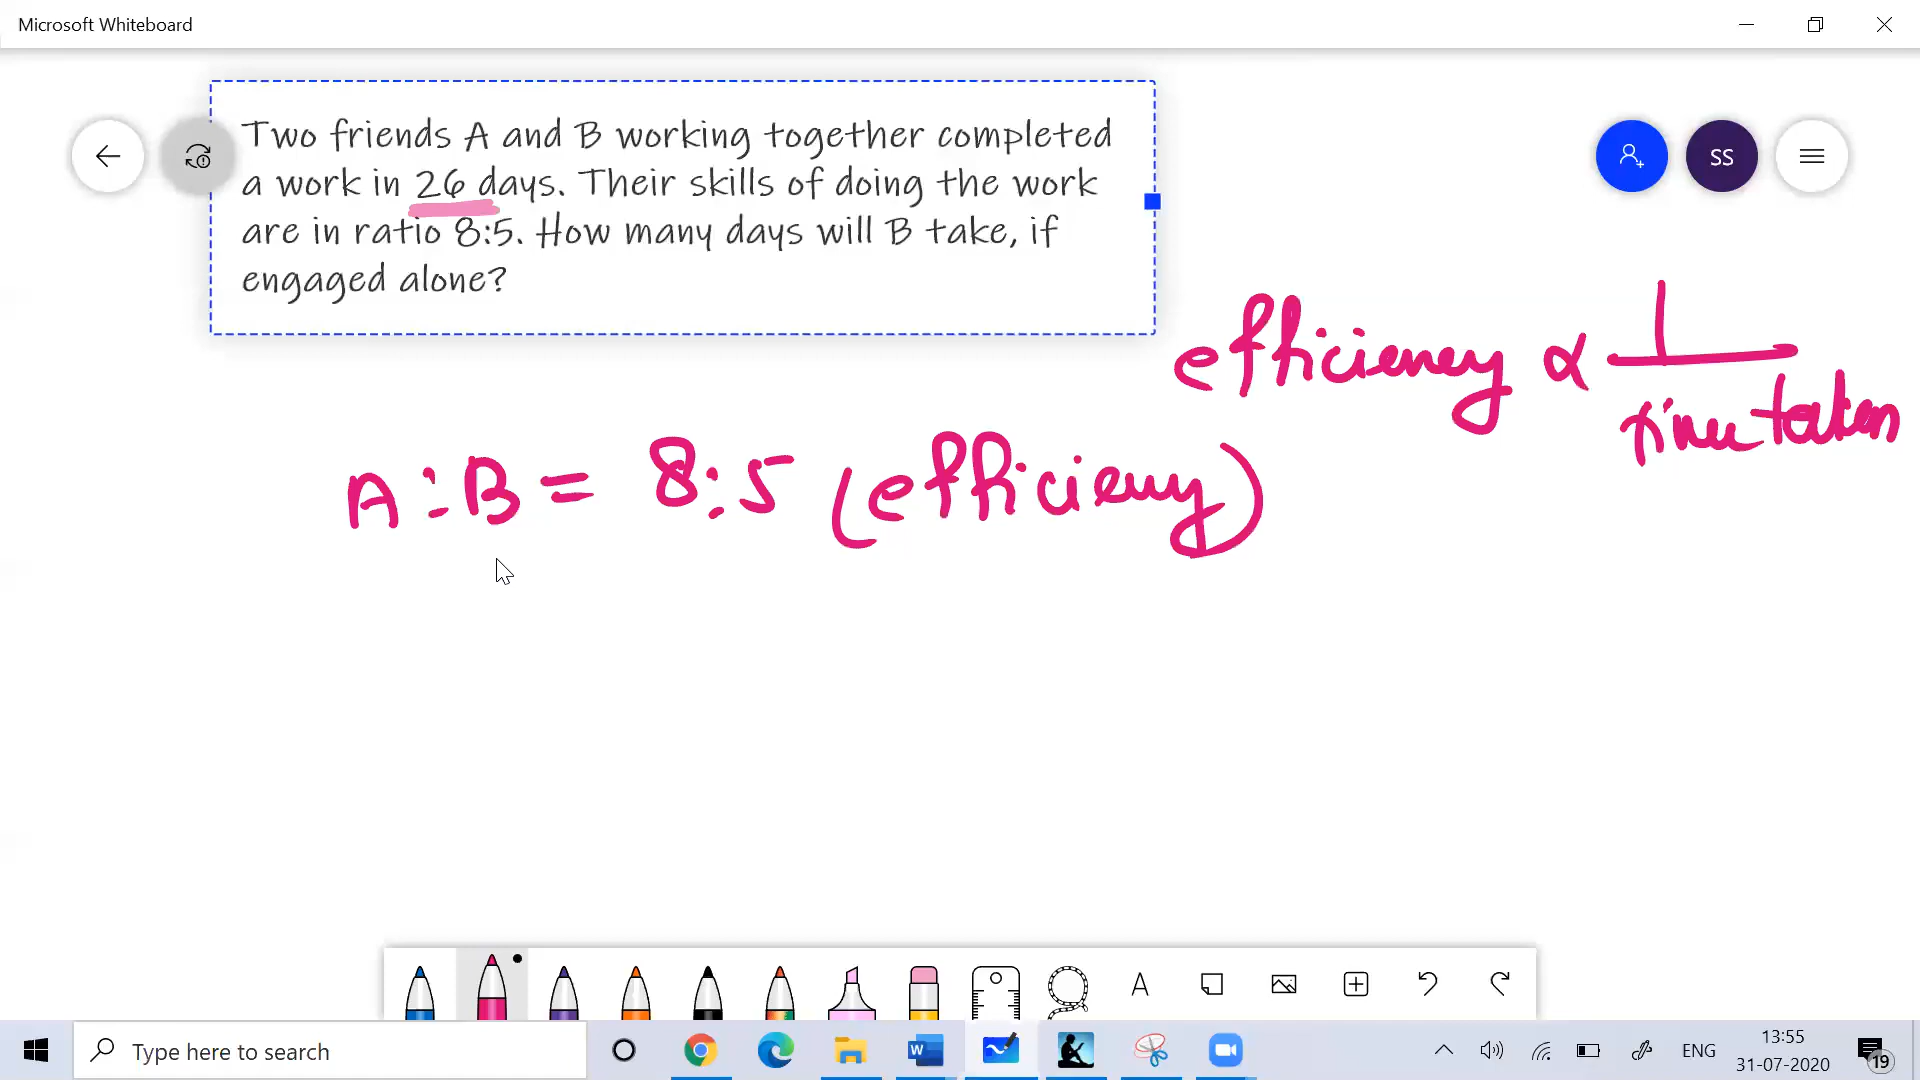 Microsoft Whiteboard
Two friends A and B working together completed
a work in 26 days. Their skills of doing the work
are in ratio 8:5. How many days will B take, if
engaged alone?
SS
efficiency ∝ 1
time taken
A : B = 8:5 (efficiency)
A
Type here to search
W
ENG
13:55
31-07-2020
19